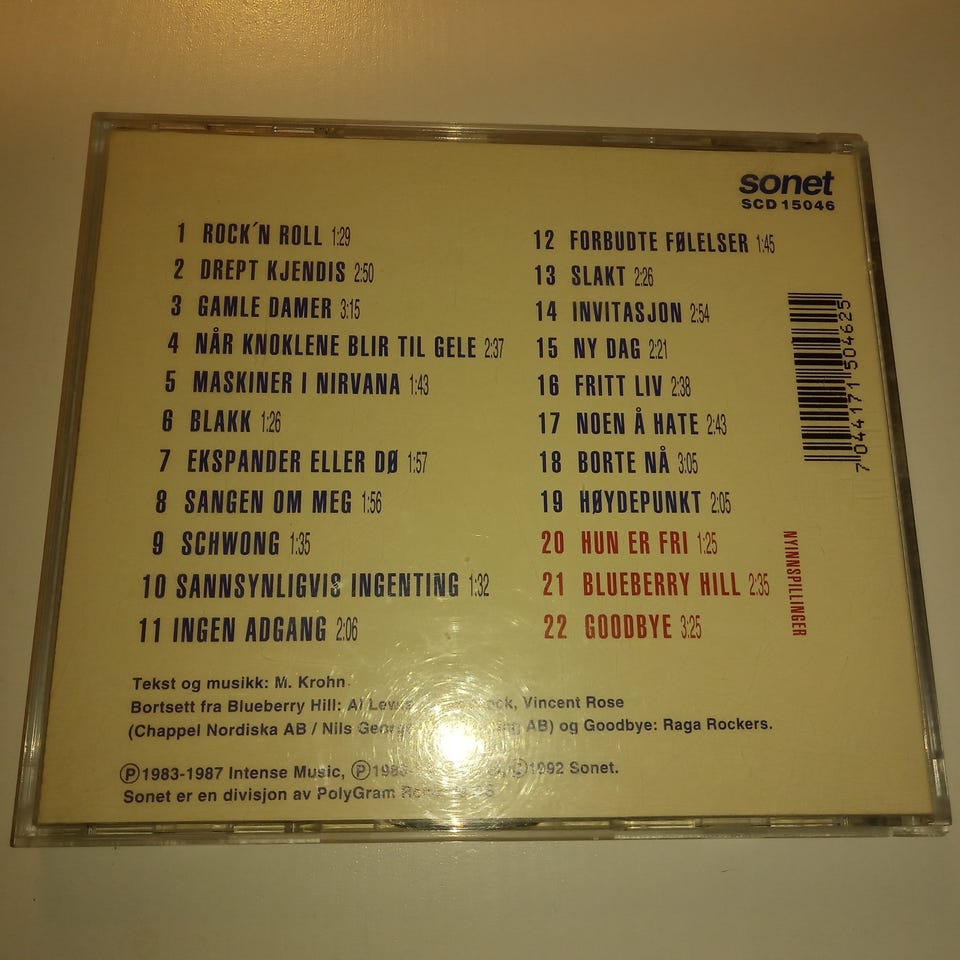 sonet
SCD 15046
1 ROCK´N ROLL 1:29
2 DREPT KJENDIS 2:50
3 GAMLE DAMER 3:15
4 NÅR KNOKLENE BLIR TIL GELE 2:37
5 MASKINER I NIRVANA 1:43
6 BLAKK 1:26
7 EKSPANDER ELLER DØ 1:57
8 SANGEN OM MEG 1:56
9 SCHWONG 1:35
10 SANNSYNLIGVIS INGENTING 1:32
11 INGEN ADGANG 2:06
12 FORBUDTE FØLELSER 1:45
13 SLAKT 2:26
14 INVITASJON 2:54
15 NY DAG 2:21
16 FRITT LIV 2:38
17 NOEN Å HATE 2:43
18 BORTE NÅ 3:05
19 HØYDEPUNKT 2:05
20 HUN ER FRI 1:25
21 BLUEBERRY HILL 2:35
22 GOODBYE 3:25
NYINNSPILLINGER
7 044171 504625
Tekst og musikk: M. Krohn
Bortsett fra Blueberry Hill: Al Vincent Rose
(Chappel Nordiska AB / Nils AB) og Goodbye: Raga Rockers.
Ⓟ1983-1987 Intense Music, 1992 Sonet.
Sonet er en divisjon av PolyGram